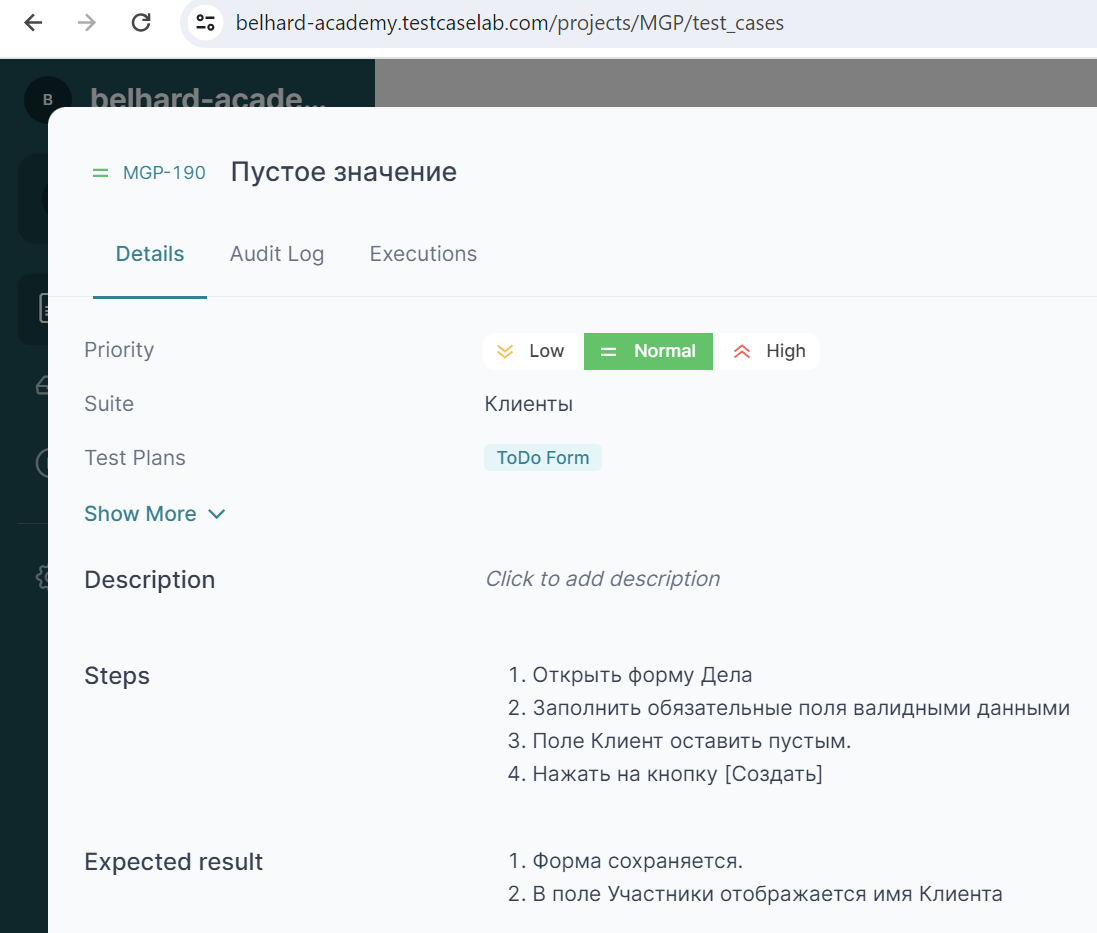 belhard-academy.testcaselab.com/projects/MGP/test_cases
B belhard-acade...
MGP-190 Пустое значение
Details Audit Log Executions
Priority Low Normal High
Suite Клиенты
Test Plans ToDo Form
Show More
Description Click to add description
Steps 1. Открыть форму Дела
2. Заполнить обязательные поля валидными данными
3. Поле Клиент оставить пустым.
4. Нажать на кнопку [Создать]
Expected result 1. Форма сохраняется.
2. В поле Участники отображается имя Клиента